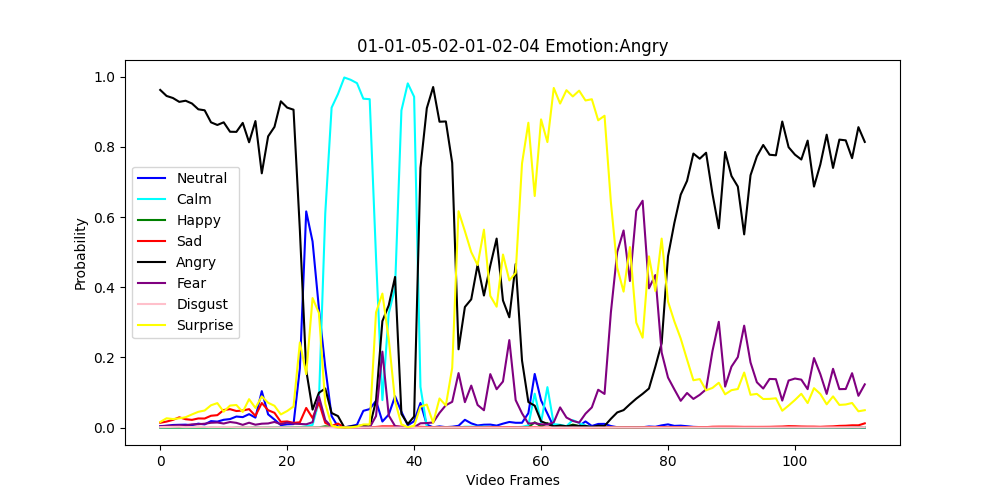 01-01-05-02-01-02-04 Emotion:Angry
Probability
1.0
0.8
0.6
0.4
0.2
0.0
Neutral
Calm
Happy
Sad
Angry
Fear
Disgust
Surprise
0 20 40 60 80 100
Video Frames